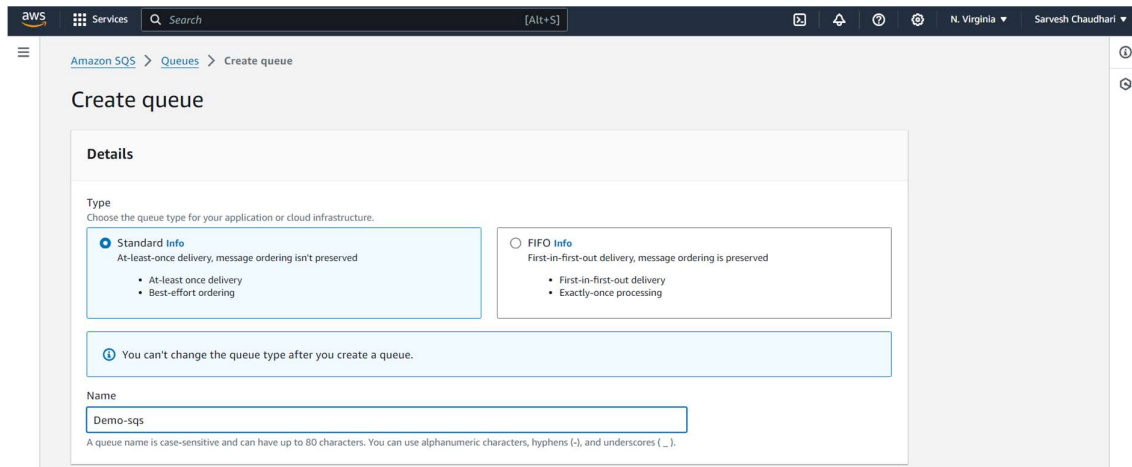 aws Services Search [Alt+S] N. Virginia ▼ Sarvesh Chaudhari ▼
Amazon SQS > Queues > Create queue
Create queue
Details
Type
Choose the queue type for your application or cloud infrastructure.
Standard Info
At-least-once delivery, message ordering isn't preserved
• At-least once delivery
• Best-effort ordering
FIFO Info
First-in-first-out delivery, message ordering is preserved
• First-in-first-out delivery
• Exactly-once processing
You can't change the queue type after you create a queue.
Name
Demo-sqs
A queue name is case-sensitive and can have up to 80 characters. You can use alphanumeric characters, hyphens (-), and underscores ( _ ).